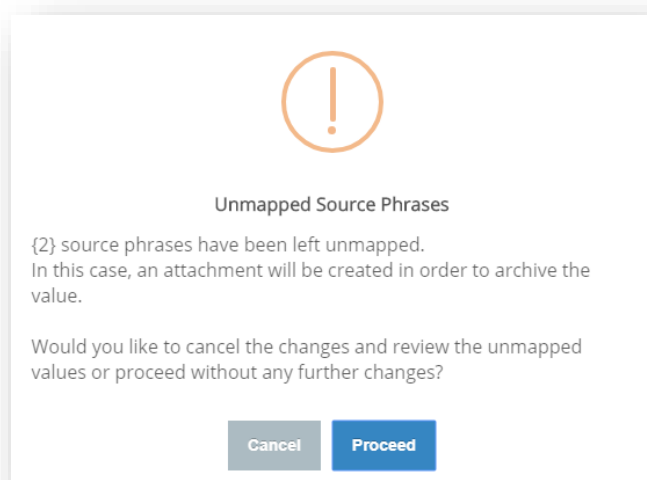 Unmapped Source Phrases
{2} source phrases have been left unmapped.
In this case, an attachment will be created in order to archive the
value.
Would you like to cancel the changes and review the unmapped
values or proceed without any further changes?
Cancel
Proceed